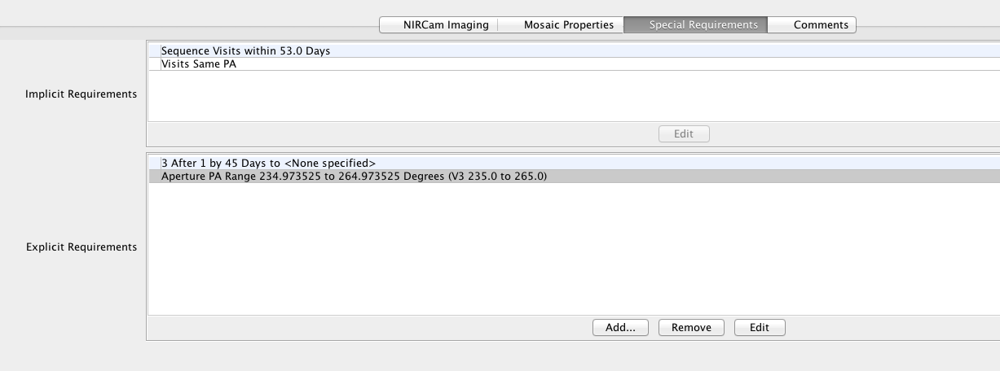 NIRCam Imaging Mosaic Properties Special Requirements Comments
Sequence Visits within 53.0 Days
Visits Same PA
Implicit Requirements
Edit
3 After 1 by 45 Days to <None specified>
Aperture PA Range 234.973525 to 264.973525 Degrees (V3 235.0 to 265.0)
Explicit Requirements
Add... Remove Edit